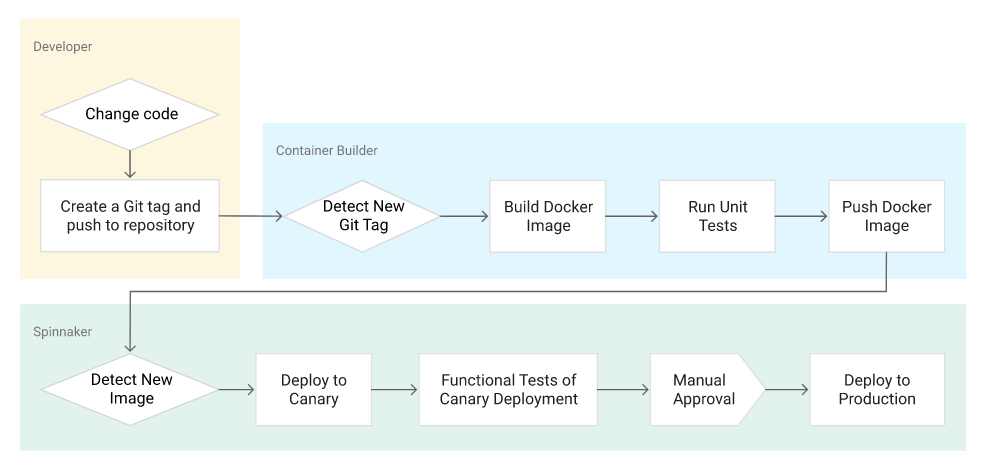 Developer
Change code
Create a Git tag and
push to repository
Container Builder
Detect New
Git Tag
Build Docker
Image
Run Unit
Tests
Push Docker
Image
Spinnaker
Detect New
Image
Deploy to
Canary
Functional Tests of
Canary Deployment
Manual
Approval
Deploy to
Production